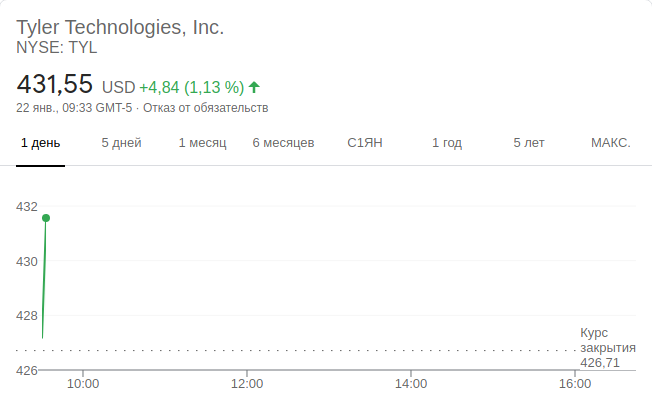 Tyler Technologies, Inc.
NYSE: TYL
431,55 USD +4,84 (1,13 %)
22 янв., 09:33 GMT-5 · Отказ от обязательств
1 день 5 дней 1 месяц 6 месяцев С1ЯН 1 год 5 лет МАКС.
432
430
428
426
Курс
закрытия
426,71
10:00 12:00 14:00 16:00